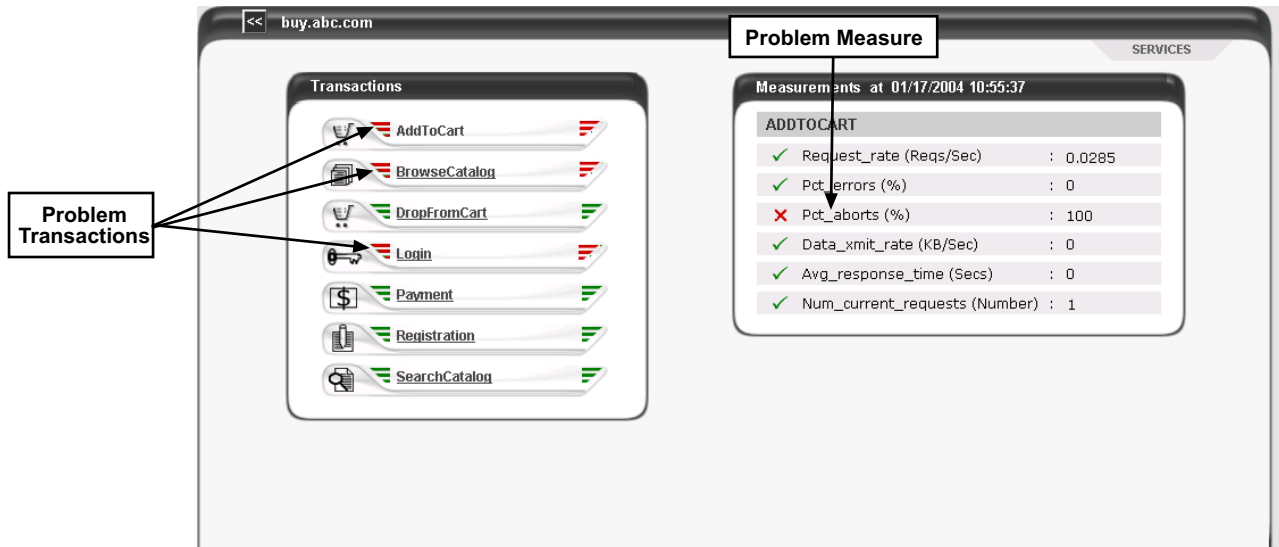 << buy.abc.com
Problem Measure
SERVICES
Transactions
AddToCart
BrowseCatalog
DropFromCart
Login
Payment
Registration
SearchCatalog
Problem
Transactions
Measurements at 01/17/2004 10:55:37
ADDTOCART
Request_rate (Reqs/Sec) : 0.0285
Pct_errors (%) : 0
Pct_aborts (%) : 100
Data_xmit_rate (KB/Sec) : 0
Avg_response_time (Secs) : 0
Num_current_requests (Number) : 1